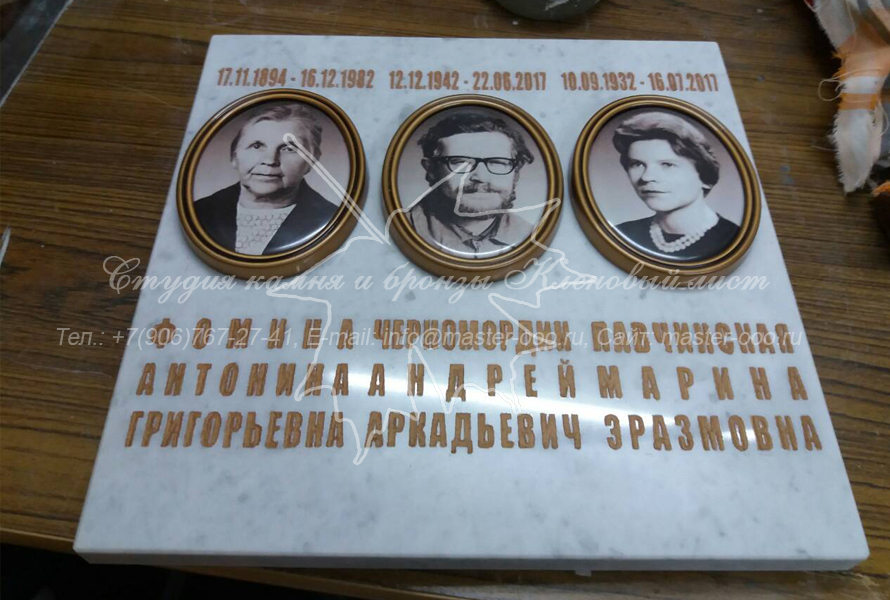 17.11.1894 - 16.12.1982 12.12.1942 - 22.06.2017 10.09.1932 - 16.07.2017
Студия камня и бронзы Кленовый лист
ФОМИНА ЧЕРНОМОРДИК ПАВЧИНСКАЯ
Тел.: +7(906)767-27-41, E-mail: info@master-ooo.ru, Сайт: master-ooo.ru
АНТОНИНА АНДРЕЙ МАРИНА
ГРИГОРЬЕВНА АРКАДЬЕВИЧ ЭРАЗМОВНА